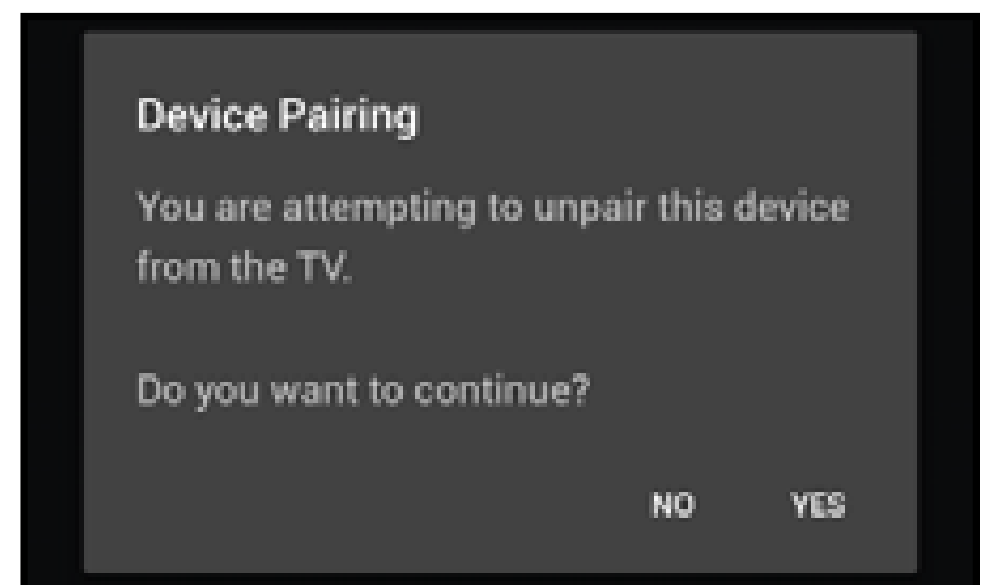 Device Pairing
You are attempting to unpair this device
from the TV.
Do you want to continue?
NO YES